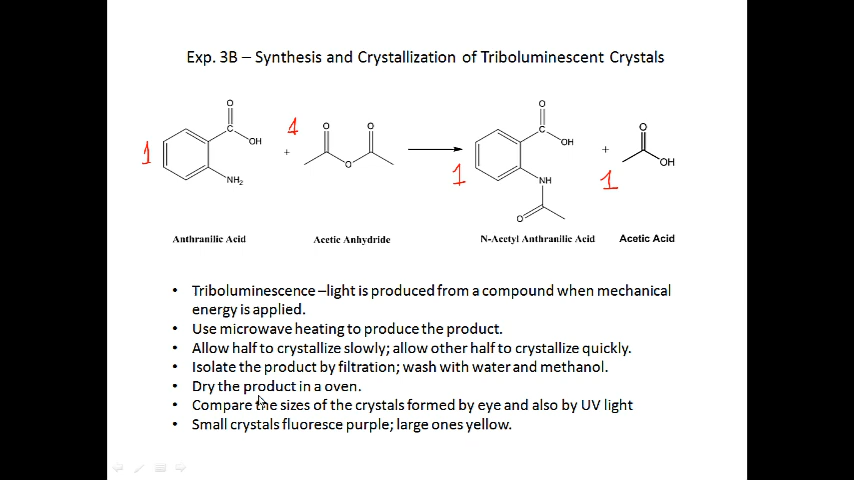 Exp. 3B – Synthesis and Crystallization of Triboluminescent Crystals
O
C
OH
NH2
1
+
1
O
O
O
O
C
OH
NH
O
1
+
O
OH
1
Anthranilic Acid
Acetic Anhydride
N-Acetyl Anthranilic Acid
Acetic Acid
• Triboluminescence –light is produced from a compound when mechanical
energy is applied.
• Use microwave heating to produce the product.
• Allow half to crystallize slowly; allow other half to crystallize quickly.
• Isolate the product by filtration; wash with water and methanol.
• Dry the product in a oven.
• Compare the sizes of the crystals formed by eye and also by UV light
• Small crystals fluoresce purple; large ones yellow.